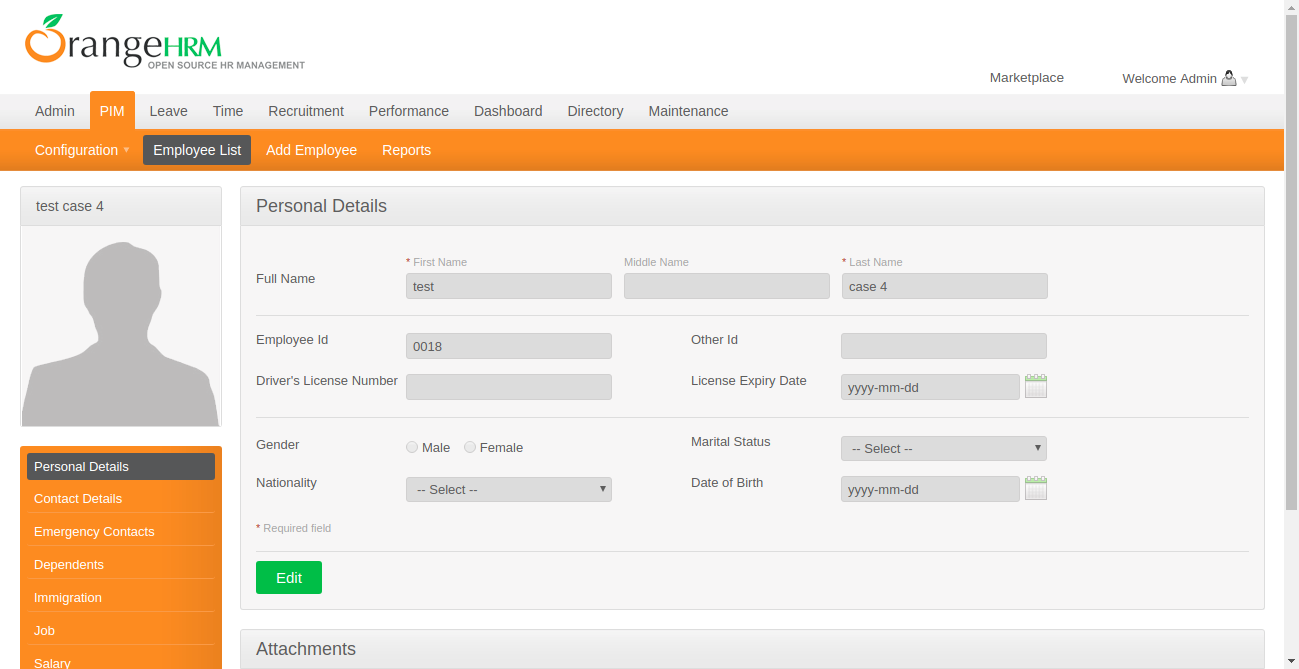 OrangeHRM
OPEN SOURCE HR MANAGEMENT
Marketplace
Welcome Admin
Admin PIM Leave Time Recruitment Performance Dashboard Directory Maintenance
Configuration Employee List Add Employee Reports
test case 4
Personal Details
* First Name Middle Name * Last Name
Full Name
test case 4
Employee Id 0018 Other Id
Driver's License Number License Expiry Date yyyy-mm-dd
Gender Male Female Marital Status -- Select --
Nationality -- Select -- Date of Birth yyyy-mm-dd
* Required field
Edit
Personal Details
Contact Details
Emergency Contacts
Dependents
Immigration
Job
Salary
Attachments